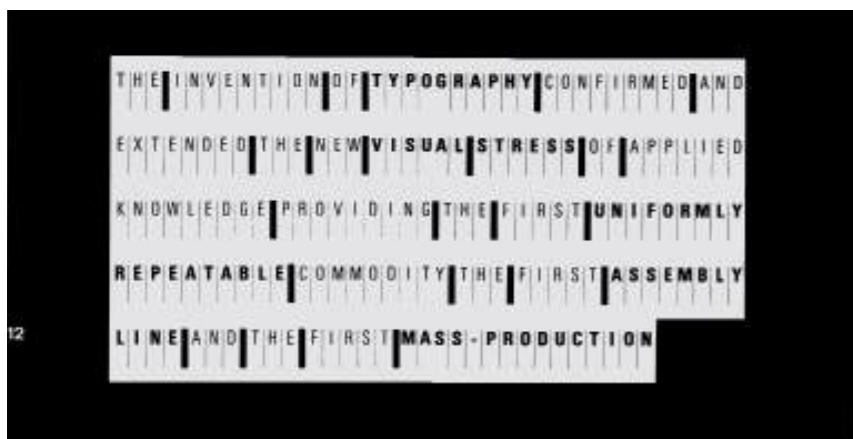 THE INVENTION OF TYPOGRAPHY CONFIRMED AND
EXTENDED THE NEW VISUAL STRESS OF APPLIED
KNOWLEDGE PROVIDING THE FIRST UNIFORMLY
REPEATABLE COMMODITY THE FIRST ASSEMBLY
LINE AND THE FIRST MASS-PRODUCTION
12